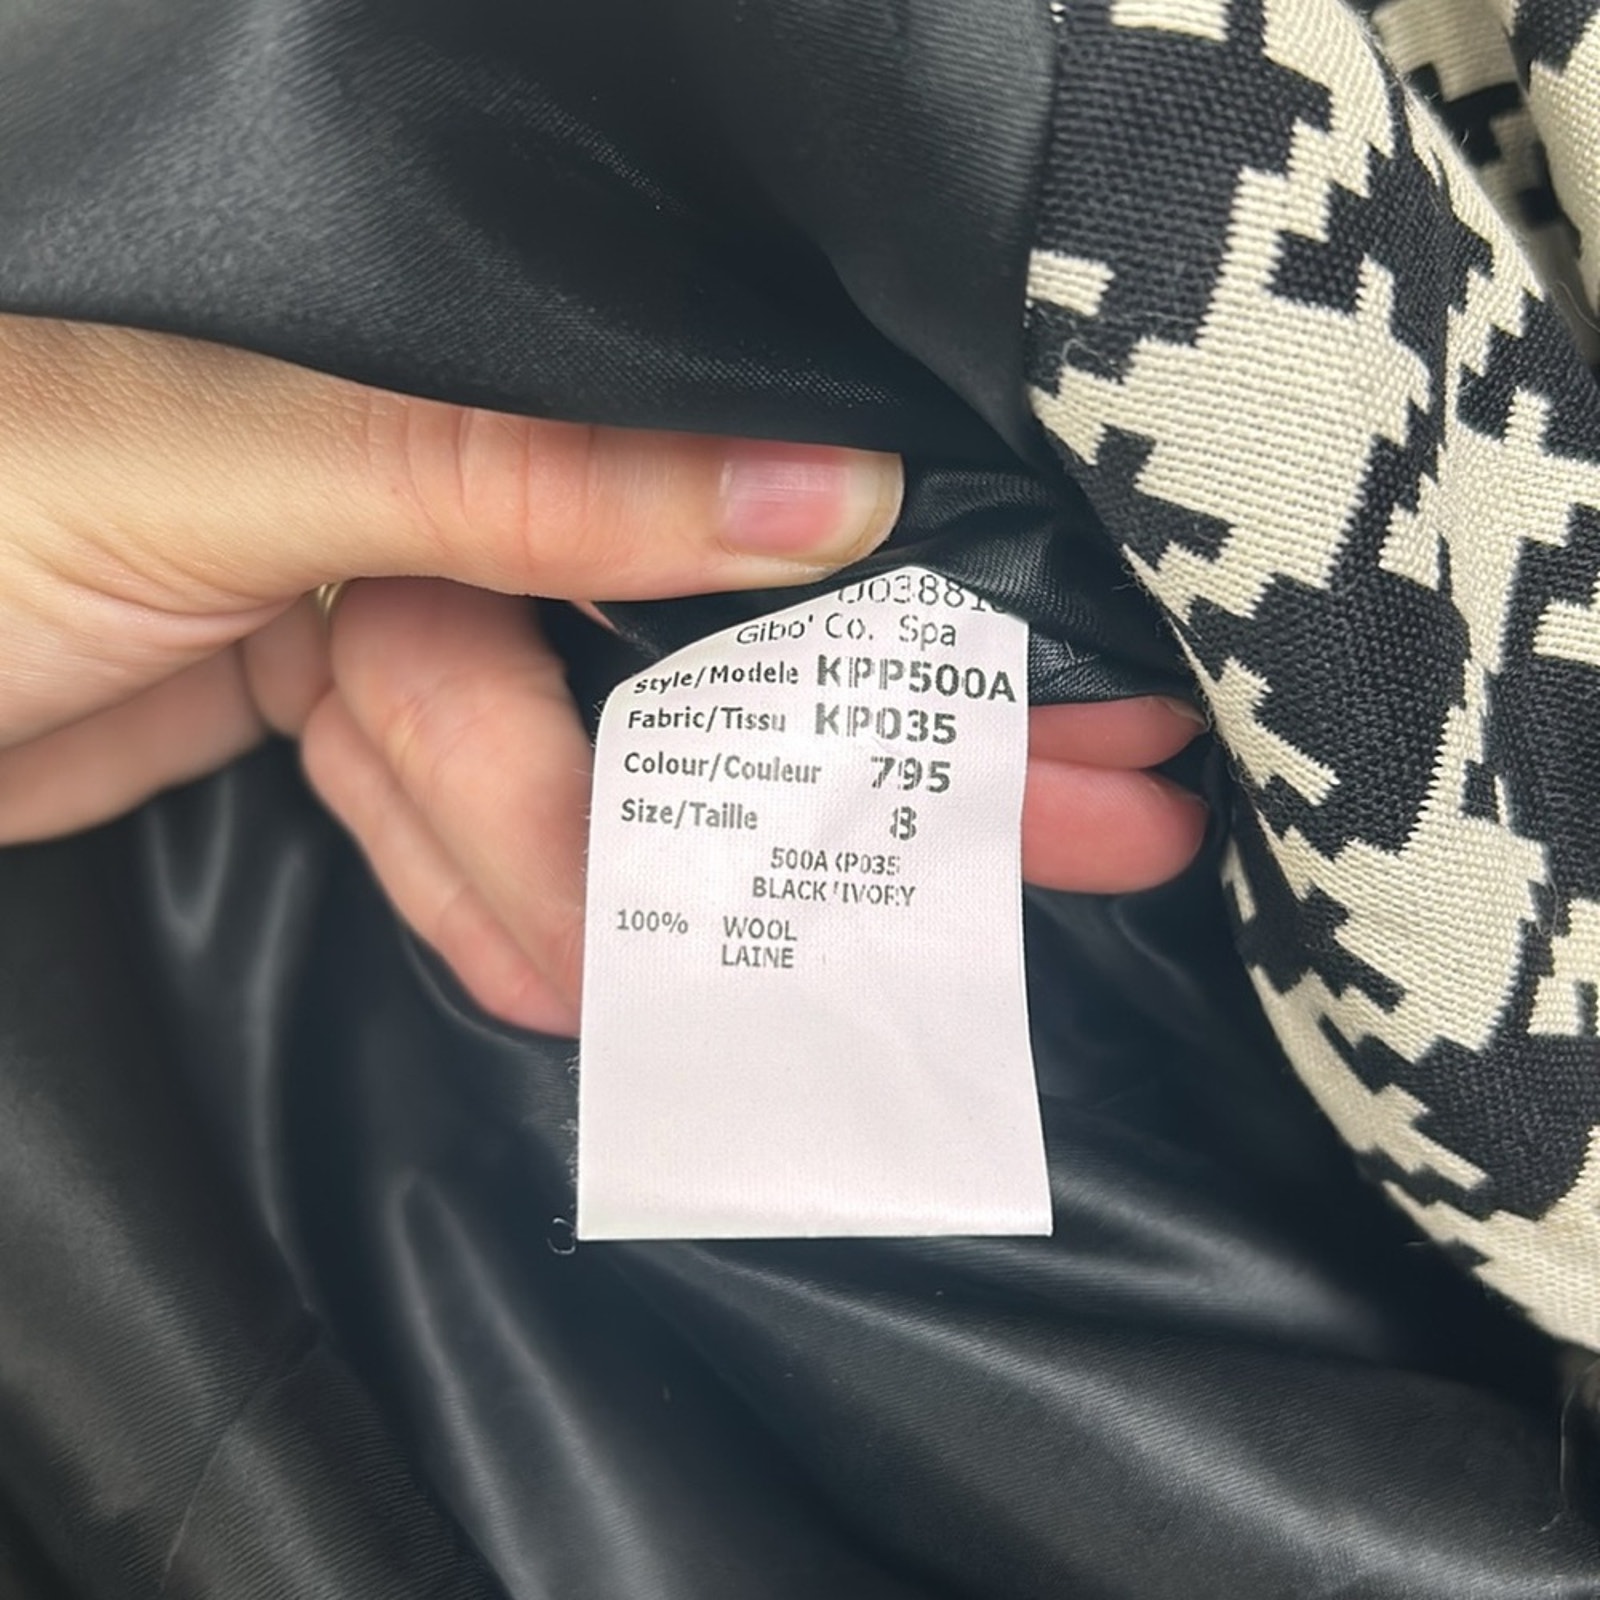 Gibo' Co. Spa
Style/Modele KPP500A
Fabric/Tissu KP035
Colour/Couleur 795
Size/Taille 8
500A KP035
BLACK/IVORY
100% WOOL
LAINE